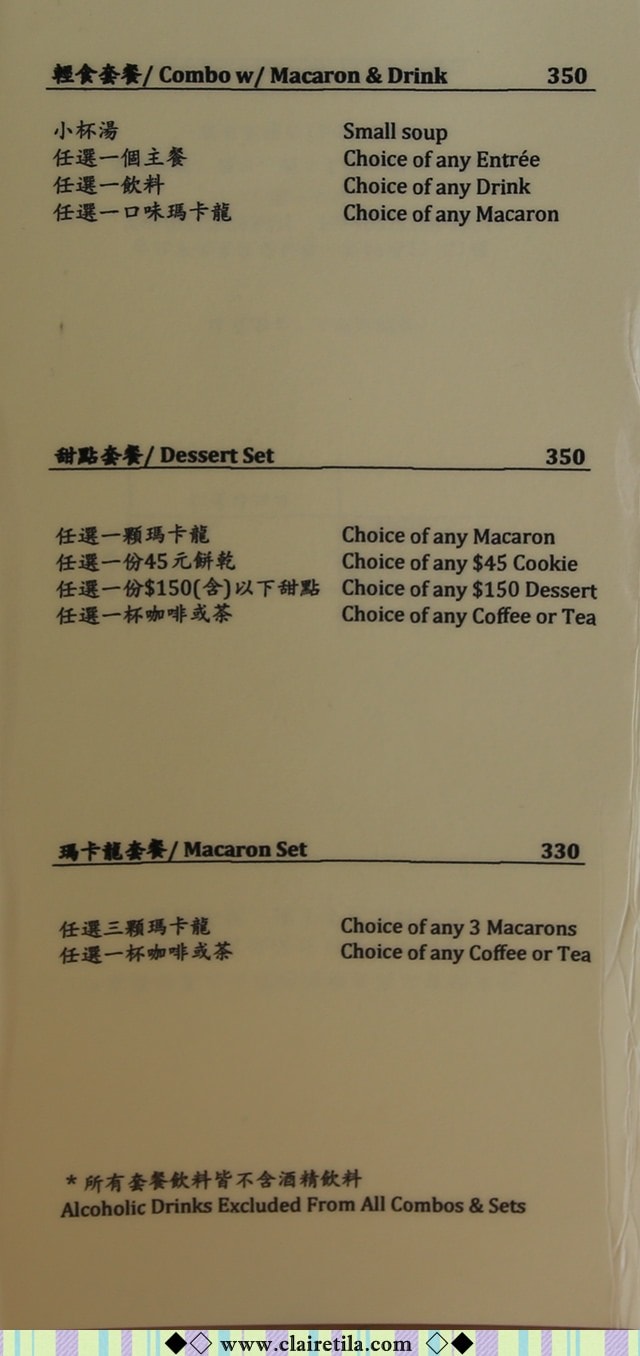 輕食套餐/ Combo w/ Macaron & Drink 350
小杯湯 Small soup
任選一個主餐 Choice of any Entrée
任選一飲料 Choice of any Drink
任選一口味瑪卡龍 Choice of any Macaron
甜點套餐/ Dessert Set 350
任選一顆瑪卡龍 Choice of any Macaron
任選一份45元餅乾 Choice of any $45 Cookie
任選一份$150(含)以下甜點 Choice of any $150 Dessert
任選一杯咖啡或茶 Choice of any Coffee or Tea
瑪卡龍套餐/ Macaron Set 330
任選三顆瑪卡龍 Choice of any 3 Macarons
任選一杯咖啡或茶 Choice of any Coffee or Tea
* 所有套餐飲料皆不含酒精飲料
Alcoholic Drinks Excluded From All Combos & Sets
◆◇ www.clairetila.com ◇◆